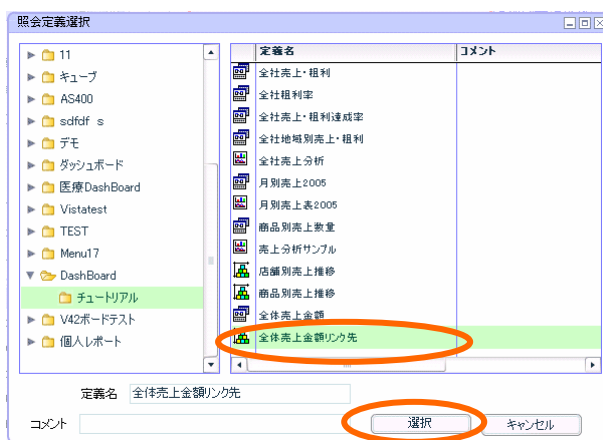 照会定義選択
11
キューブ
AS400
sdfdf s
デモ
ダッシュボード
医療DashBoard
Vistatest
TEST
Menu17
DashBoard
チュートリアル
V42ボードテスト
個人レポート
定義名 コメント
全社売上・粗利
全社粗利率
全社売上・粗利達成率
全社地域別売上・粗利
全社売上分析
月別売上2005
月別売上表2005
商品別売上数量
売上分析サンプル
店舗別売上推移
商品別売上推移
全体売上金額
全体売上金額リンク先
定義名 全体売上金額リンク先
コメント 選択 キャンセル